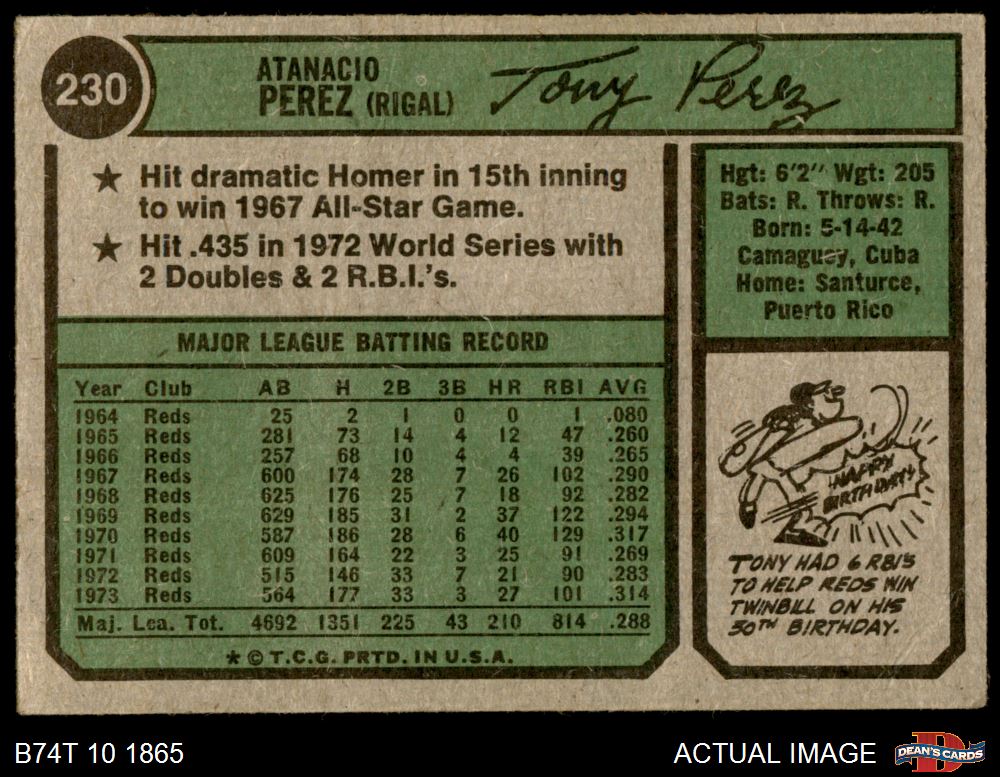 230
ATANACIO
PEREZ (RIGAL)
Tony Perez
★ Hit dramatic Homer in 15th inning
to win 1967 All-Star Game.
★ Hit .435 in 1972 World Series with
2 Doubles & 2 R.B.I.'s.
Hgt: 6'2" Wgt: 205
Bats: R. Throws: R.
Born: 5-14-42
Camaguey, Cuba
Home: Santurce,
Puerto Rico
MAJOR LEAGUE BATTING RECORD
Year Club AB H 2B 3B HR RBI AVG
1964 Reds 25 2 1 0 0 1 .080
1965 Reds 281 73 14 4 12 47 .260
1966 Reds 257 68 10 4 4 39 .265
1967 Reds 600 174 28 7 26 102 .290
1968 Reds 625 176 25 7 18 92 .282
1969 Reds 629 185 31 2 37 122 .294
1970 Reds 587 186 28 6 40 129 .317
1971 Reds 609 164 22 3 25 91 .269
1972 Reds 515 146 33 7 21 90 .283
1973 Reds 564 177 33 3 27 101 .314
Maj. Lea. Tot. 4692 1351 225 43 210 814 .288
* © T.C.G. PRTD. IN U.S.A.
HAPPY
BIRTHDAY!
TONY HAD 6 RBI'S
TO HELP REDS WIN
TWINBILL ON HIS
30TH BIRTHDAY.
B74T 10 1865
ACTUAL IMAGE
D
DEAN'S CARDS